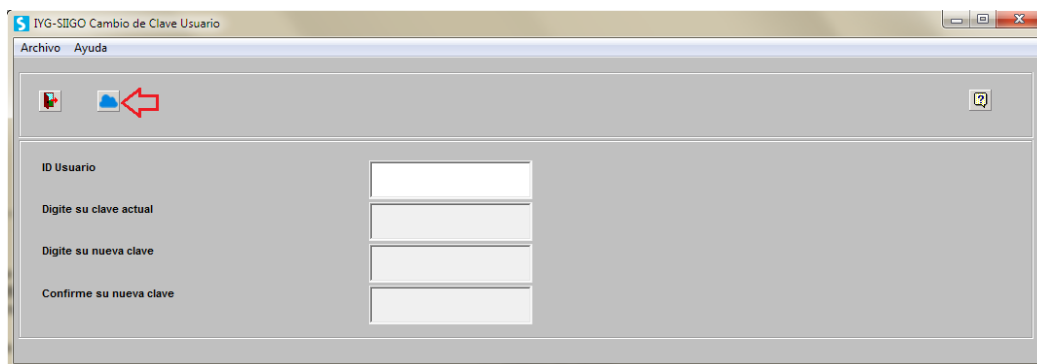 IYG-SIIGO Cambio de Clave Usuario
Archivo Ayuda
ID Usuario
Digite su clave actual
Digite su nueva clave
Confirme su nueva clave